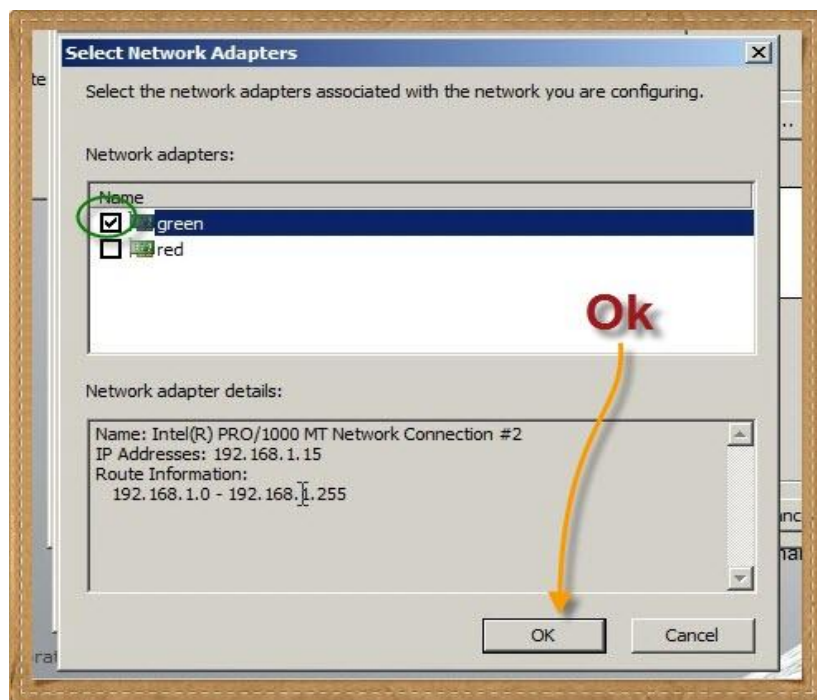 Select Network Adapters
te
Select the network adapters associated with the network you are configuring.
..
Network adapters:
Name
green
red
Ok
Network adapter details:
Name: Intel(R) PRO/1000 MT Network Connection #2
IP Addresses: 192.168.1.15
Route Information:
192.168.1.0 - 192.168.1.255
OK
Cancel